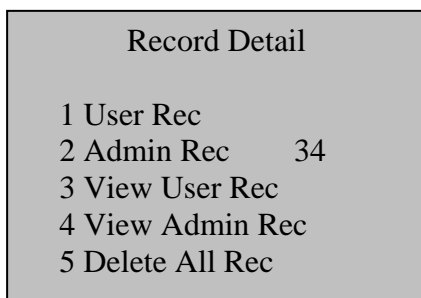 Record Detail
1 User Rec
2 Admin Rec 34
3 View User Rec
4 View Admin Rec
5 Delete All Rec